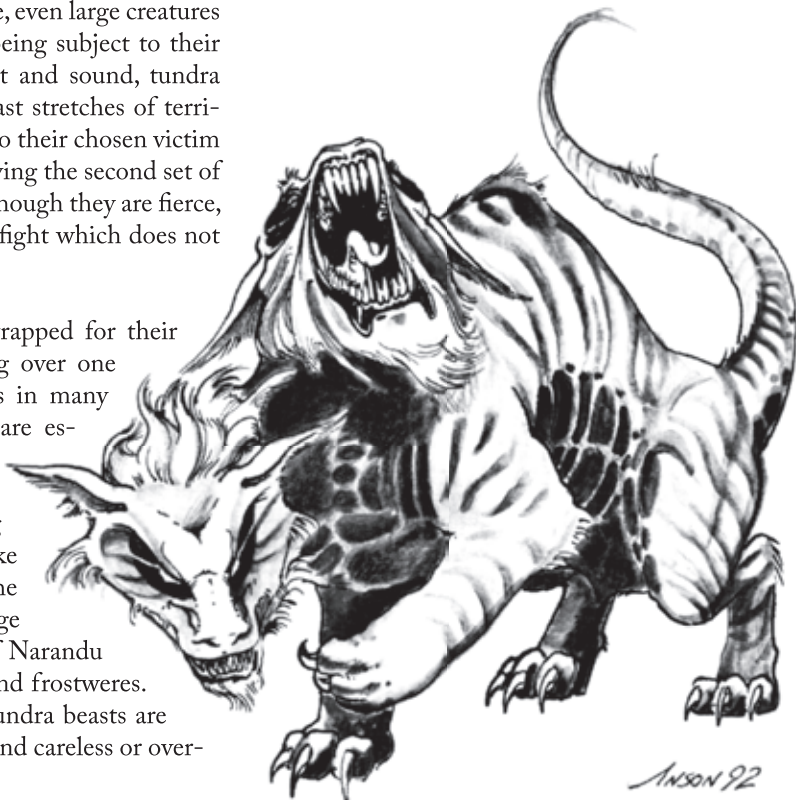 e, even large creatures
eing subject to their
t and sound, tundra
ast stretches of terri-
o their chosen victim
ving the second set of
hough they are fierce,
fight which does not
rapped for their
g over one
s in many
are es-
ke
ne
ge
f Narandu
nd frostweres.
undra beasts are
nd careless or over-
ANSON 92